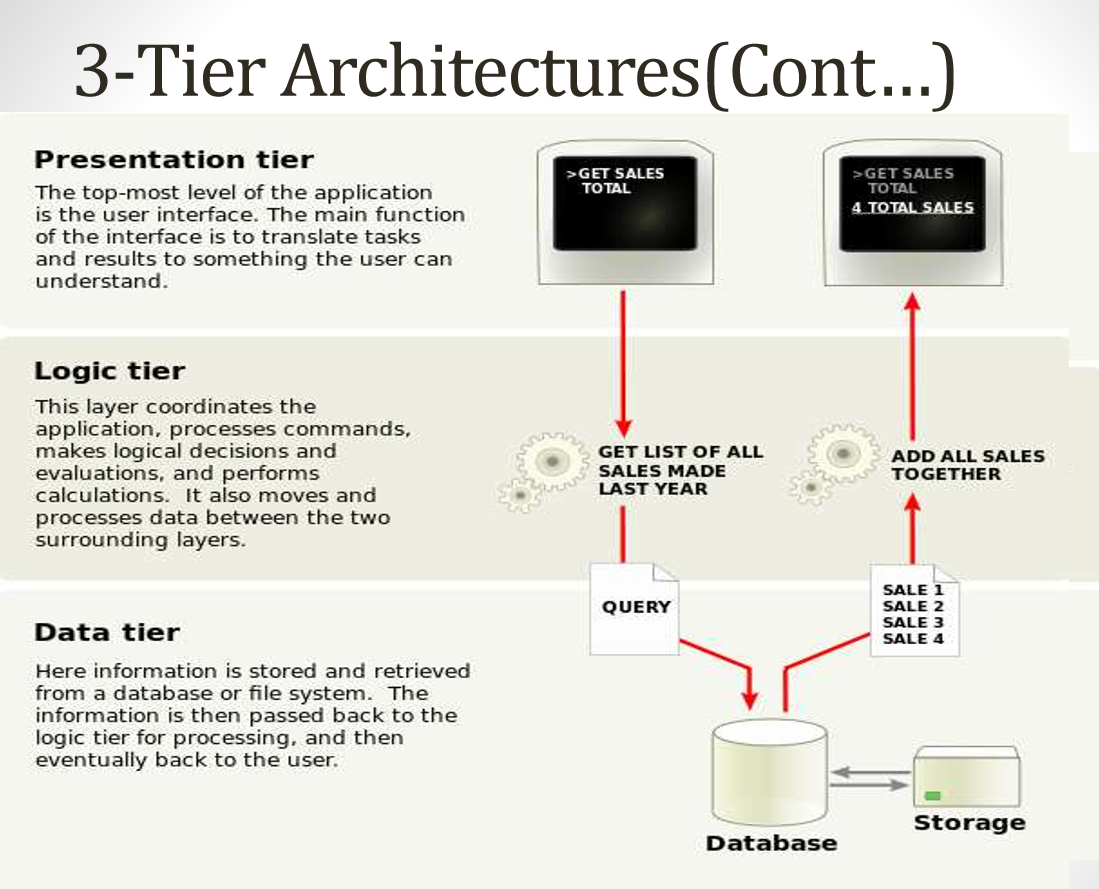 3-Tier Architectures(Cont…)
Presentation tier
The top-most level of the application
is the user interface. The main function
of the interface is to translate tasks
and results to something the user can
understand.
>GET SALES
TOTAL
>GET SALES
TOTAL
4 TOTAL SALES
Logic tier
This layer coordinates the
application, processes commands,
makes logical decisions and
evaluations, and performs
calculations.  It also moves and
processes data between the two
surrounding layers.
GET LIST OF ALL
SALES MADE
LAST YEAR
ADD ALL SALES
TOGETHER
QUERY
SALE 1
SALE 2
SALE 3
SALE 4
Data tier
Here information is stored and retrieved
from a database or file system.  The
information is then passed back to the
logic tier for processing, and then
eventually back to the user.
Database
Storage